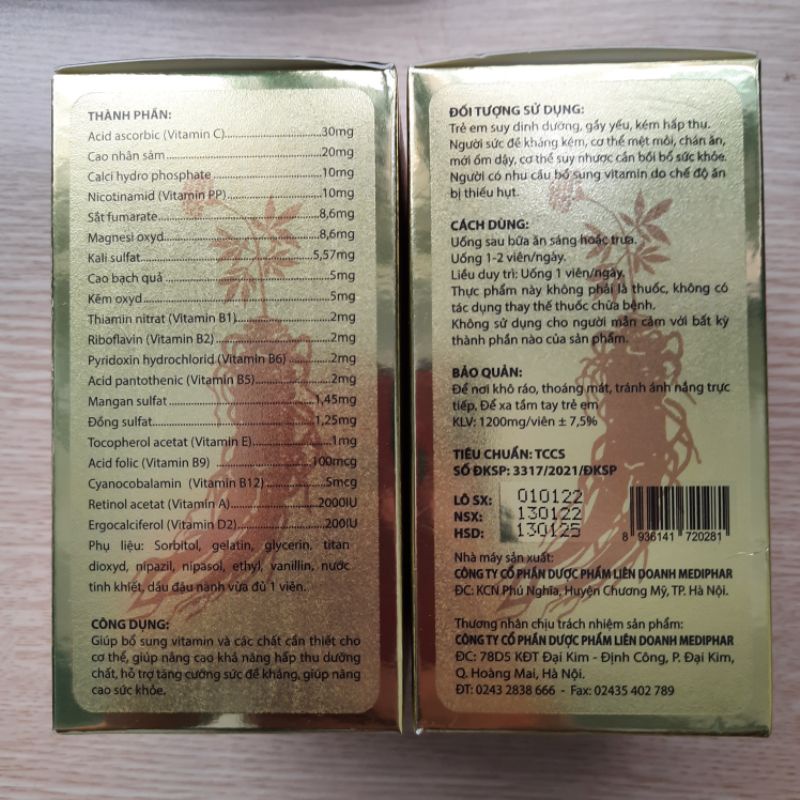 THÀNH PHẦN:
Acid ascorbic (Vitamin C)...30mg
Cao nhân sâm...20mg
Calci hydro phosphate...10mg
Nicotinamid (Vitamin PP)...10mg
Sắt fumarate...8,6mg
Magnesi oxyd...8,6mg
Kali sulfat...5,57mg
Cao bạch quả...5mg
Kẽm oxyd...5mg
Thiamin nitrat (Vitamin B1)...2mg
Riboflavin (Vitamin B2)...2mg
Pyridoxin hydrochlorid (Vitamin B6)...2mg
Acid pantothenic (Vitamin B5)...2mg
Mangan sulfat...1,45mg
Đồng sulfat...1,25mg
Tocopherol acetat (Vitamin E)...1mg
Acid folic (Vitamin B9)...100mcg
Cyanocobalamin (Vitamin B12)...5mcg
Retinol acetat (Vitamin A)...2000IU
Ergocalciferol (Vitamin D2)...200IU
Phụ liệu: Sorbitol, gelatin, glycerin, titan
dioxyd, nipazil, nipasol, ethyl, vanillin, nước
tinh khiết, dầu đậu nành vừa đủ 1 viên.
CÔNG DỤNG:
Giúp bổ sung vitamin và các chất cần thiết cho
cơ thể, giúp nâng cao khả năng hấp thu dưỡng
chất, hỗ trợ tăng cường sức đề kháng, giúp nâng
cao sức khỏe.
ĐỐI TƯỢNG SỬ DỤNG:
Trẻ em suy dinh dưỡng, gầy yếu, kém hấp thu.
Người sức đề kháng kém, cơ thể mệt mỏi, chán ăn,
mới ốm dậy, cơ thể suy nhược cần bồi bổ sức khỏe.
Người có nhu cầu bổ sung vitamin do chế độ ăn
bị thiếu hụt.
CÁCH DÙNG:
Uống sau bữa ăn sáng hoặc trưa.
Uống 1-2 viên/ngày.
Liều duy trì: Uống 1 viên/ngày.
Thực phẩm này không phải là thuốc, không có
tác dụng thay thế thuốc chữa bệnh.
Không sử dụng cho người mẫn cảm với bất kỳ
thành phần nào của sản phẩm.
BẢO QUẢN:
Để nơi khô ráo, thoáng mát, tránh ánh nắng trực
tiếp, Để xa tầm tay trẻ em
KLV: 1200mg/viên ± 7,5%
TIÊU CHUẨN: TCCS
SỐ ĐKSP: 3317/2021/ĐKSP
LÔ SX: 010122
NSX: 130122
HSD: 130125
8 936141 720281
Nhà máy sản xuất:
CÔNG TY CỔ PHẦN DƯỢC PHẨM LIÊN DOANH MEDIPHAR
ĐC: KCN Phú Nghĩa, Huyện Chương Mỹ, TP. Hà Nội.
Thương nhân chịu trách nhiệm sản phẩm:
CÔNG TY CỔ PHẦN DƯỢC PHẨM LIÊN DOANH MEDIPHAR
ĐC: 78D5 KĐT Đại Kim - Định Công, P. Đại Kim,
Q. Hoàng Mai, Hà Nội.
ĐT: 0243 2838 666 - Fax: 02435 402 789